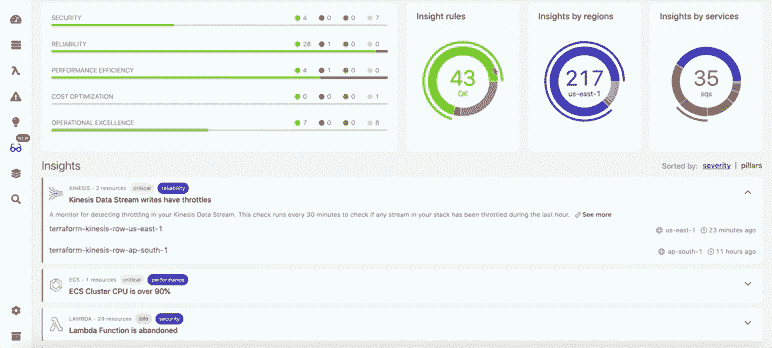 SECURITY 4 0 0 7
RELIABILITY 28 1 0 0
PERFORMANCE EFFICIENCY 4 1 0 0
COST OPTIMIZATION 0 0 0 1
OPERATIONAL EXCELLENCE 7 0 0 8
Insight rules
43
OK
Insights by regions
217
us-east-1
Insights by services
35
sqs
Insights
Sorted by: severity | pillars
KINESIS - 2 resources critical reliability
Kinesis Data Stream writes have throttles
A monitor for detecting throttling in your Kinesis Data Stream. This check runs every 30 minutes to check if any stream in your stack has been throttled during the last hour. See more
terraform-kinesis-row-us-east-1 us-east-1 23 minutes ago
terraform-kinesis-row-ap-south-1 ap-south-1 11 hours ago
ECS - 1 resources critical performance
ECS Cluster CPU is over 90%
LAMBDA - 29 resources info security
Lambda Function is abandoned